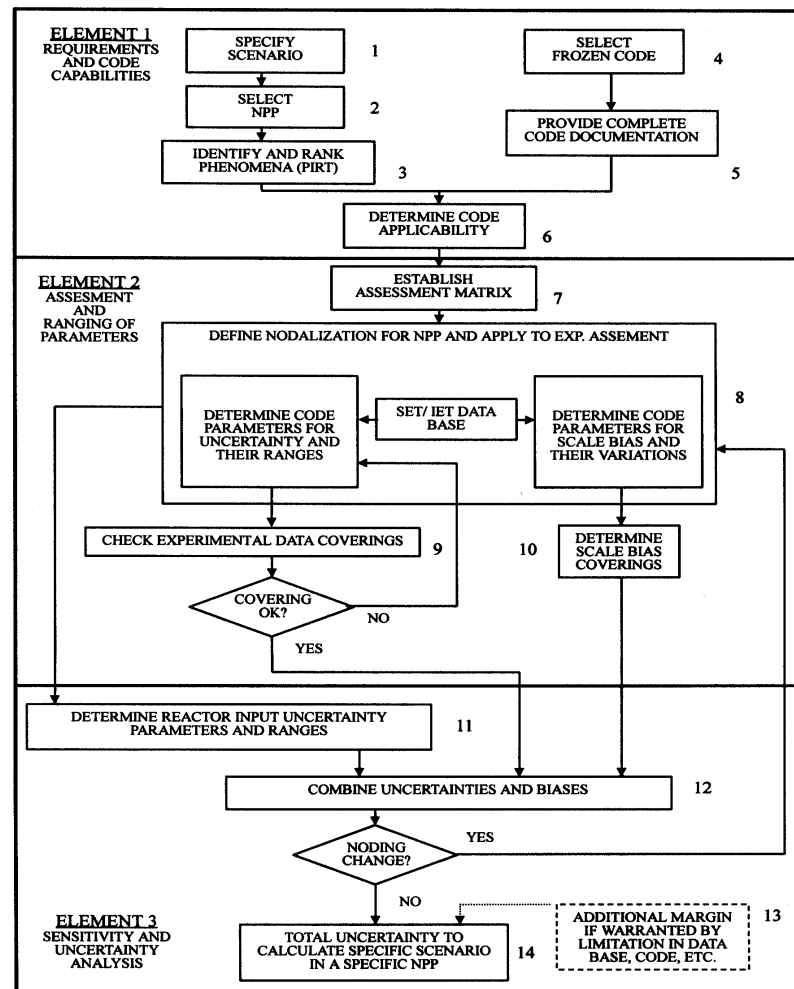 ELEMENT 1
REQUIREMENTS
AND CODE
CAPABILITIES
SPECIFY
SCENARIO
1
SELECT
NPP
2
IDENTIFY AND RANK
PHENOMENA (PIRT)
3
SELECT
FROZEN CODE
4
PROVIDE COMPLETE
CODE DOCUMENTATION
5
DETERMINE CODE
APPLICABILITY
6
ELEMENT 2
ASSESMENT
AND
RANGING OF
PARAMETERS
ESTABLISH
ASSESSMENT MATRIX
7
DEFINE NODALIZATION FOR NPP AND APPLY TO EXP. ASSEMENT
8
DETERMINE CODE
PARAMETERS FOR
UNCERTAINTY AND
THEIR RANGES
SET/ IET DATA
BASE
DETERMINE CODE
PARAMETERS FOR
SCALE BIAS AND
THEIR VARIATIONS
CHECK EXPERIMENTAL DATA COVERINGS
9
10
DETERMINE
SCALE BIAS
COVERINGS
COVERING
OK?
NO
YES
DETERMINE REACTOR INPUT UNCERTAINTY
PARAMETERS AND RANGES
11
COMBINE UNCERTAINTIES AND BIASES
12
NODING
CHANGE?
YES
NO
ELEMENT 3
SENSITIVITY AND
UNCERTAINTY
ANALYSIS
TOTAL UNCERTAINTY TO
CALCULATE SPECIFIC SCENARIO
IN A SPECIFIC NPP
14
ADDITIONAL MARGIN
IF WARRANTED BY
LIMITATION IN DATA
BASE, CODE, ETC.
13